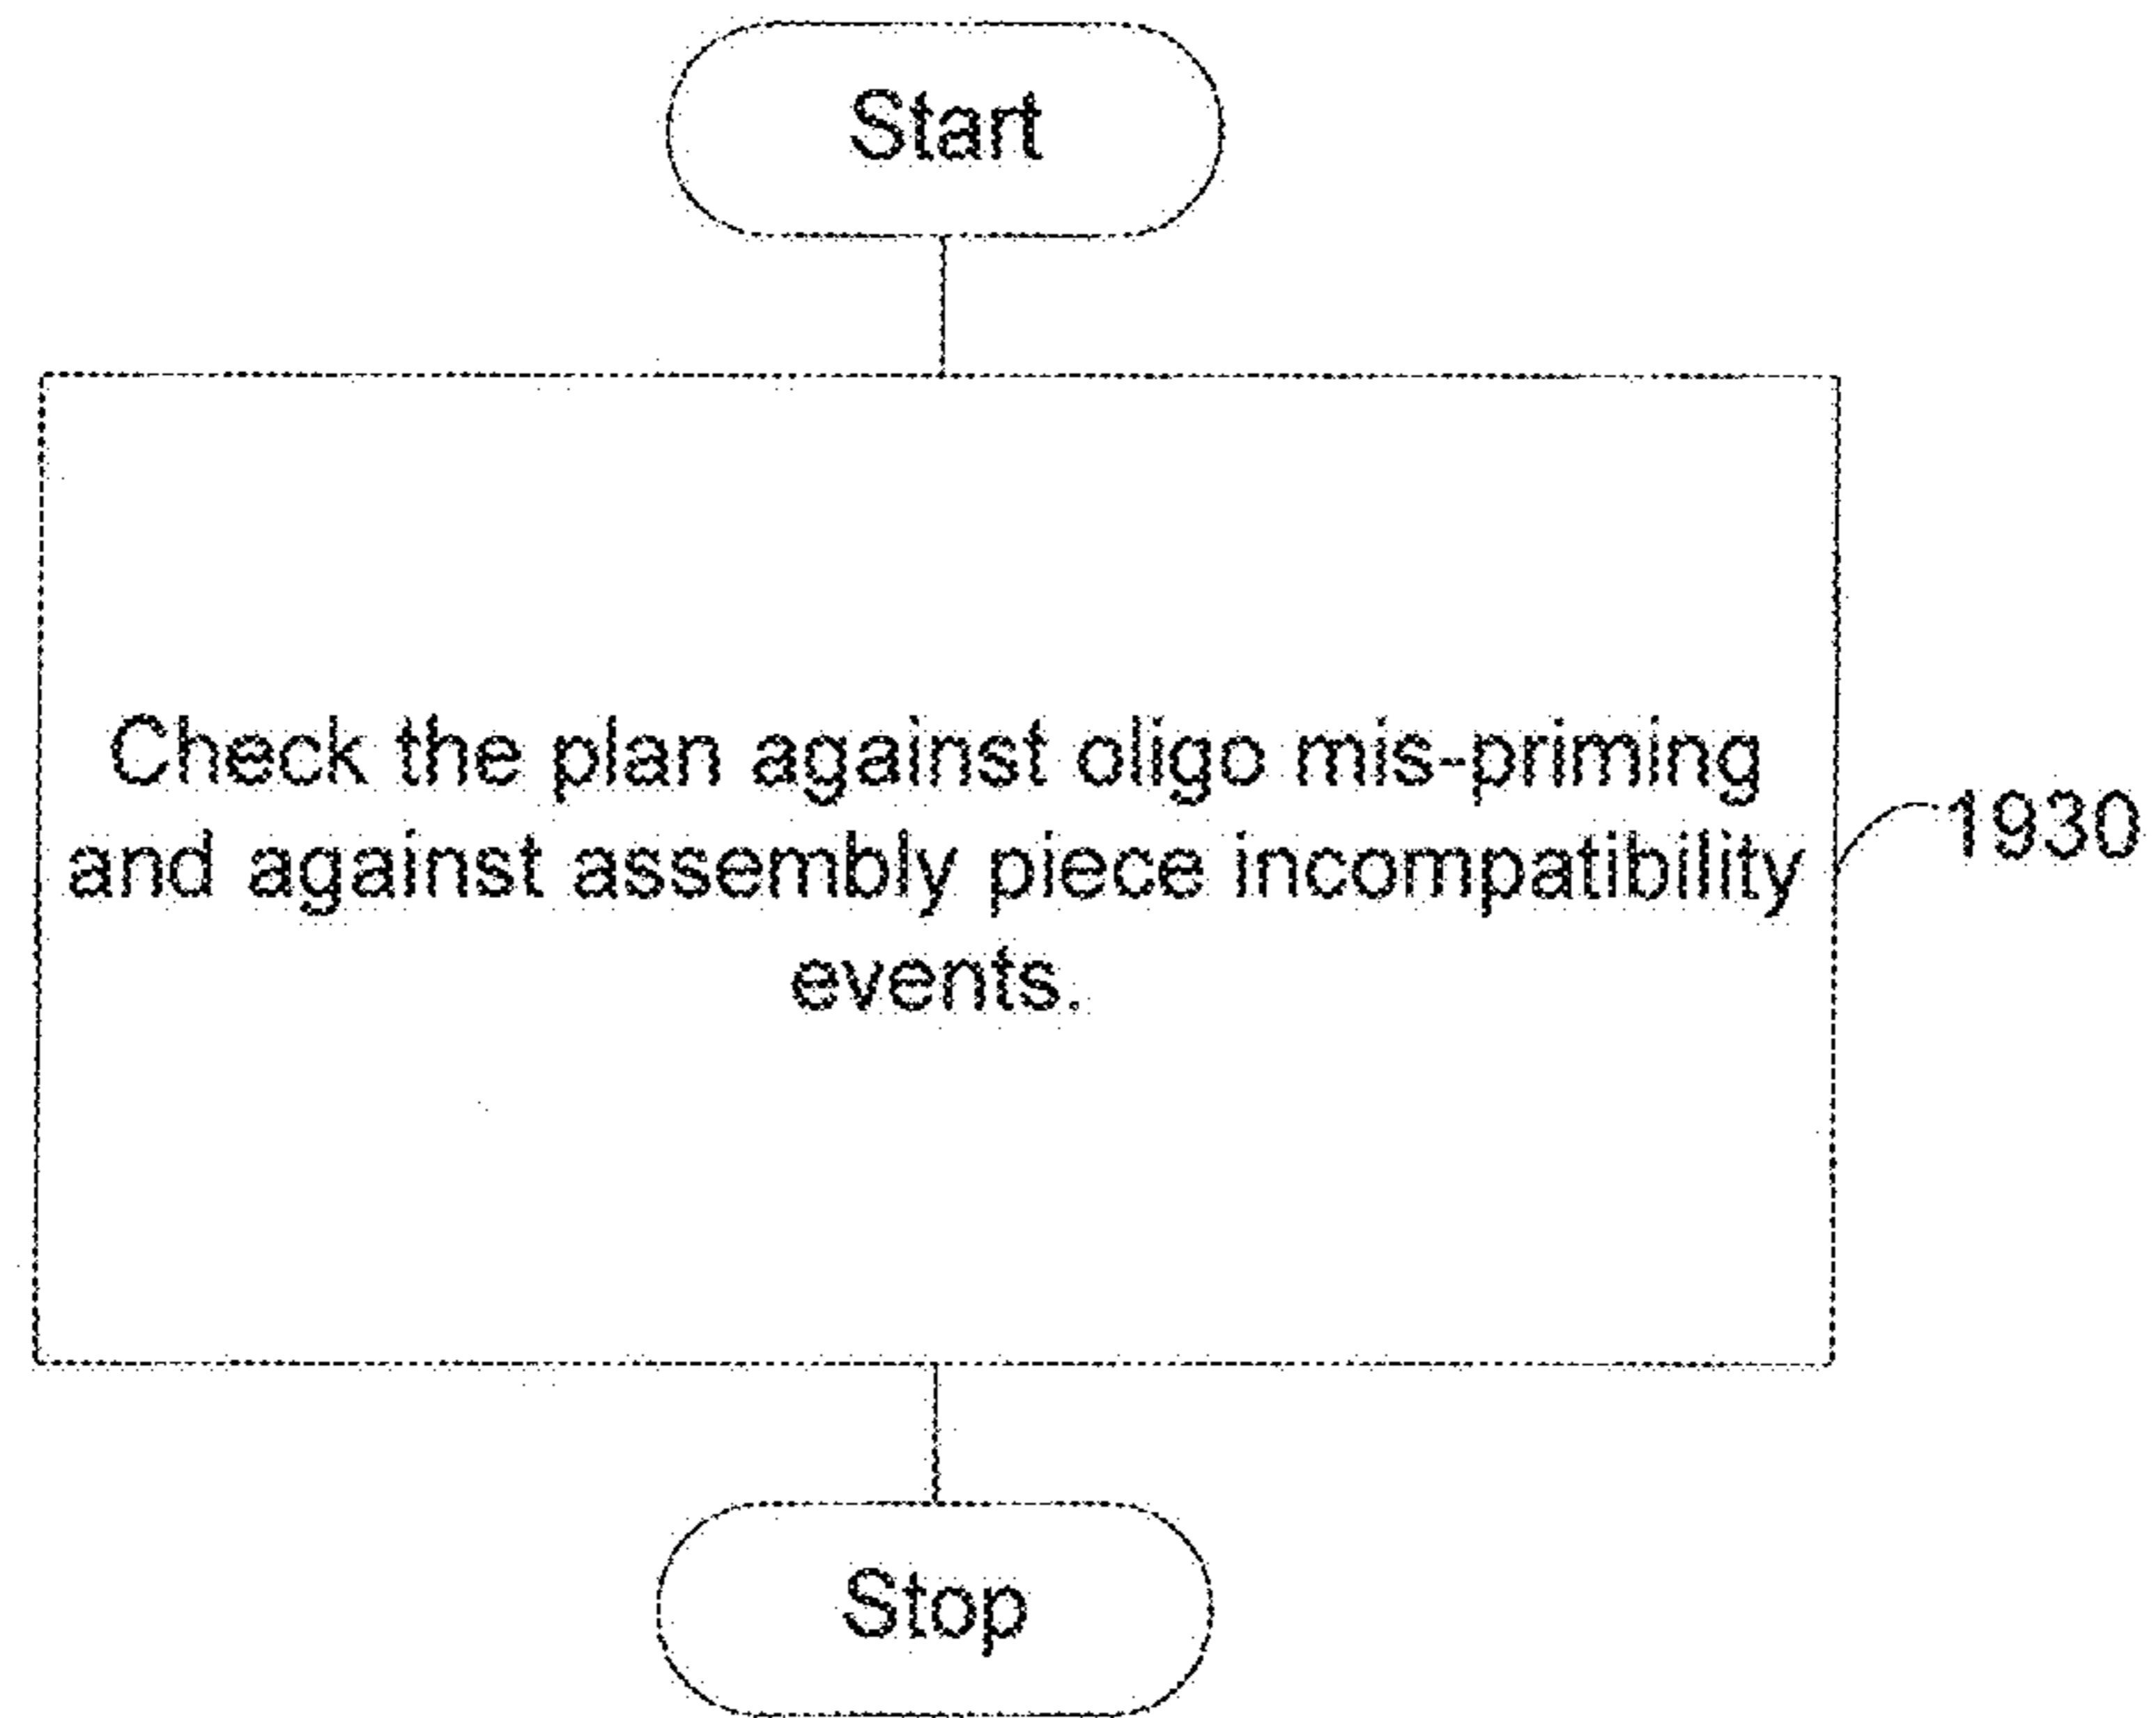 Start
Check the plan against oligo mis-priming
and against assembly piece incompatibility
events.
1930
Stop